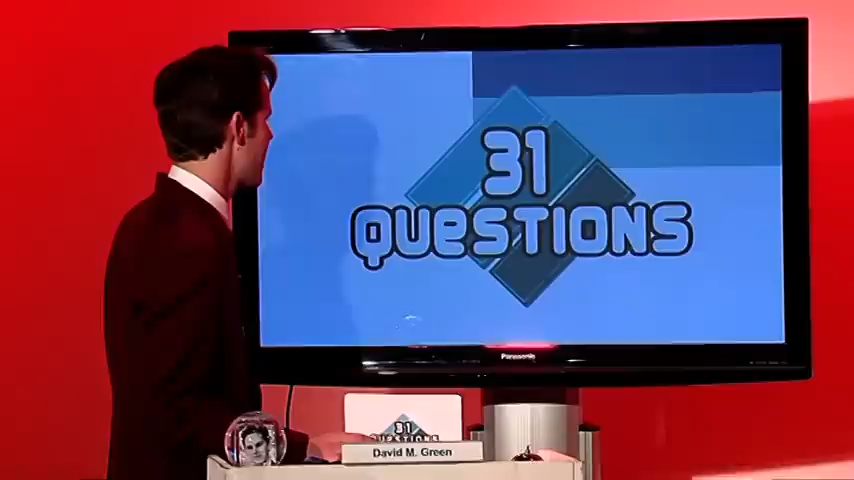 31
QUESTIONS
Panasonic
31
QUESTIONS
David M. Green